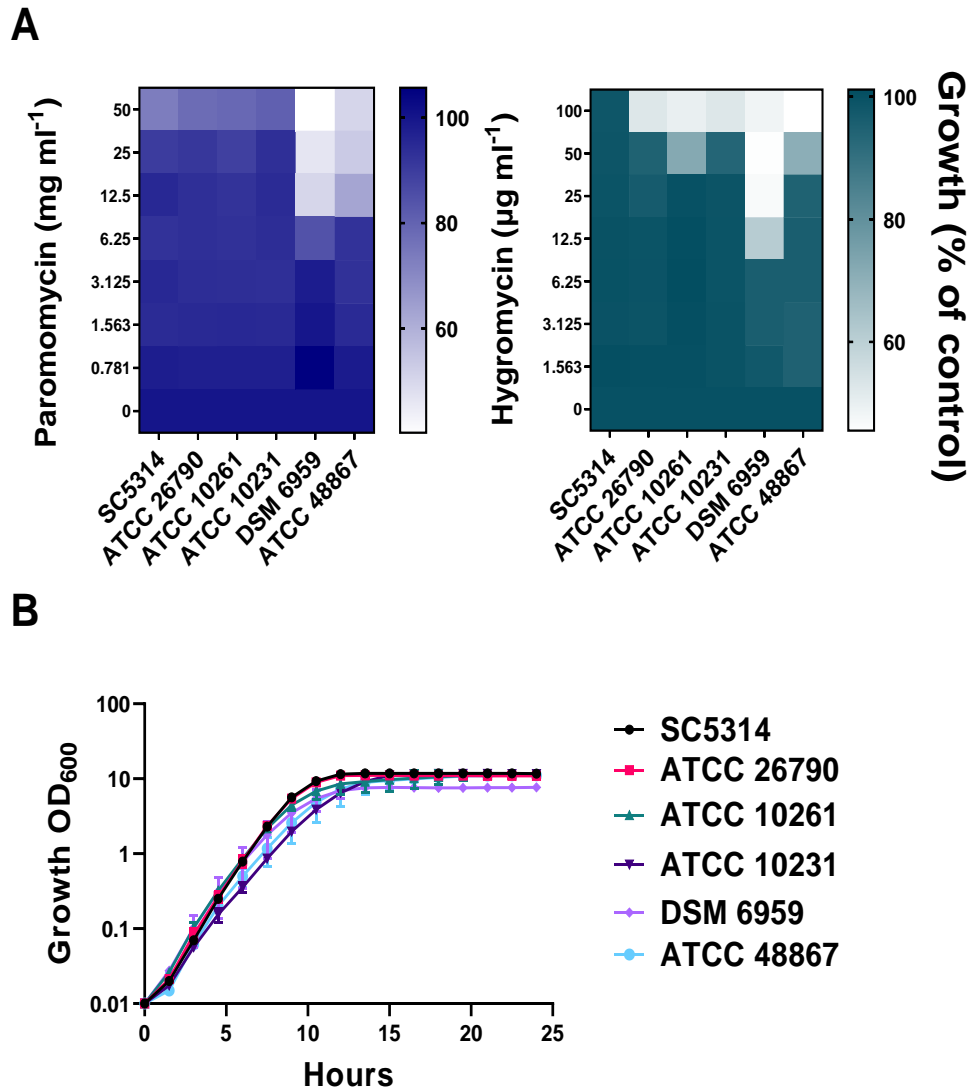 A
Paromomycin (mg ml⁻¹)
50
25
12.5
6.25
3.125
1.563
0.781
0
SC5314
ATCC 26790
ATCC 10261
ATCC 10231
DSM 6959
ATCC 48867
100
80
60
Hygromycin (µg ml⁻¹)
100
50
25
12.5
6.25
3.125
1.563
0
SC5314
ATCC 26790
ATCC 10261
ATCC 10231
DSM 6959
ATCC 48867
100
80
60
Growth (% of control)
B
Growth OD₆₀₀
100
10
1
0.1
0.01
0
5
10
15
20
25
Hours
SC5314
ATCC 26790
ATCC 10261
ATCC 10231
DSM 6959
ATCC 48867